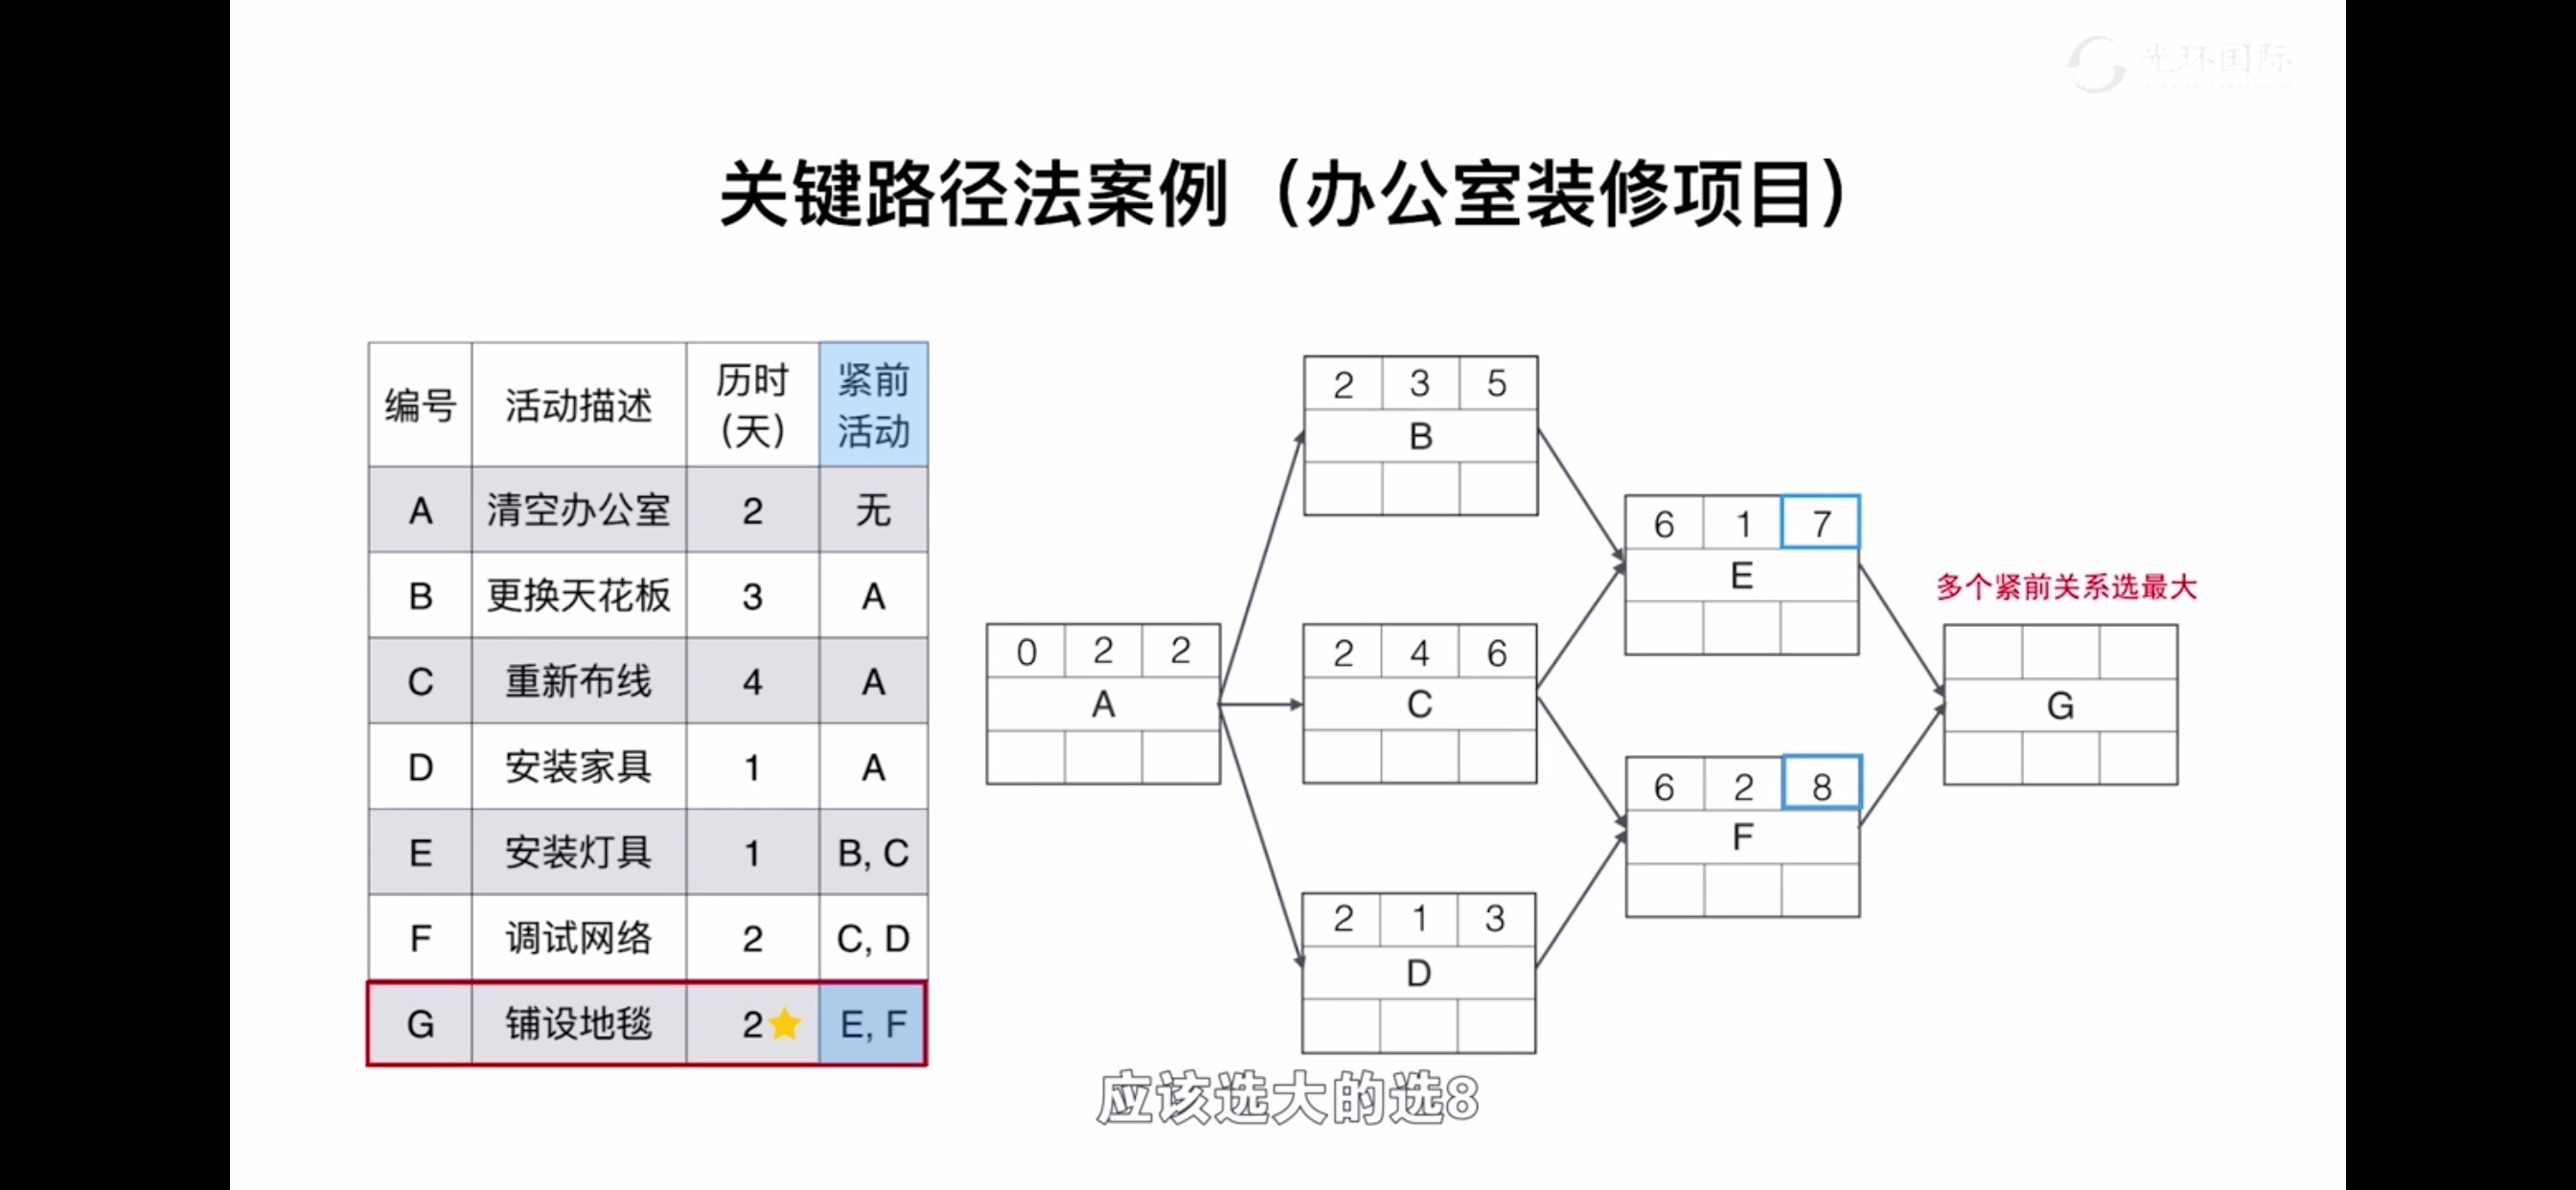 光环国际
关键路径法案例（办公室装修项目）
编号 活动描述 历时(天) 紧前活动
A 清空办公室 2 无
B 更换天花板 3 A
C 重新布线 4 A
D 安装家具 1 A
E 安装灯具 1 B, C
F 调试网络 2 C, D
G 铺设地毯 2 E, F
2 3 5
B
6 1 7
E
多个紧前关系选最大
0 2 2
A
2 4 6
C
G
6 2 8
F
2 1 3
D
应该选大的选8